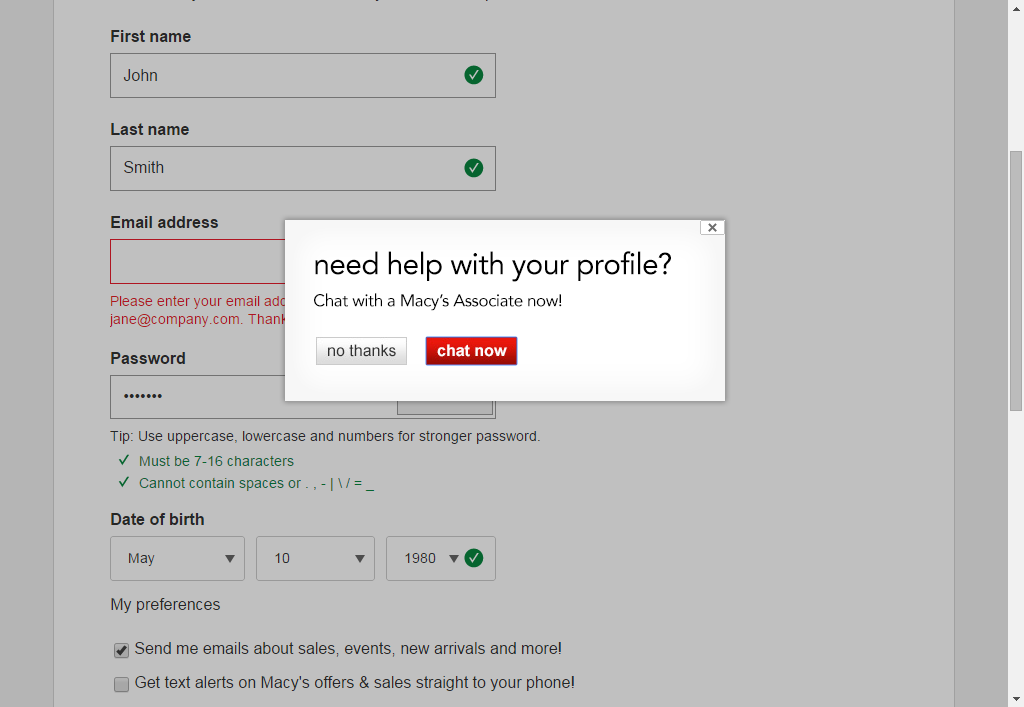 First name
John
Last name
Smith
Email address
Please enter your email add
jane@company.com. Thank
need help with your profile?
Chat with a Macy's Associate now!
no thanks
chat now
Password
•••••••
Tip: Use uppercase, lowercase and numbers for stronger password.
Must be 7-16 characters
Cannot contain spaces or . , - | \ / = _
Date of birth
May
10
1980
My preferences
Send me emails about sales, events, new arrivals and more!
Get text alerts on Macy's offers & sales straight to your phone!